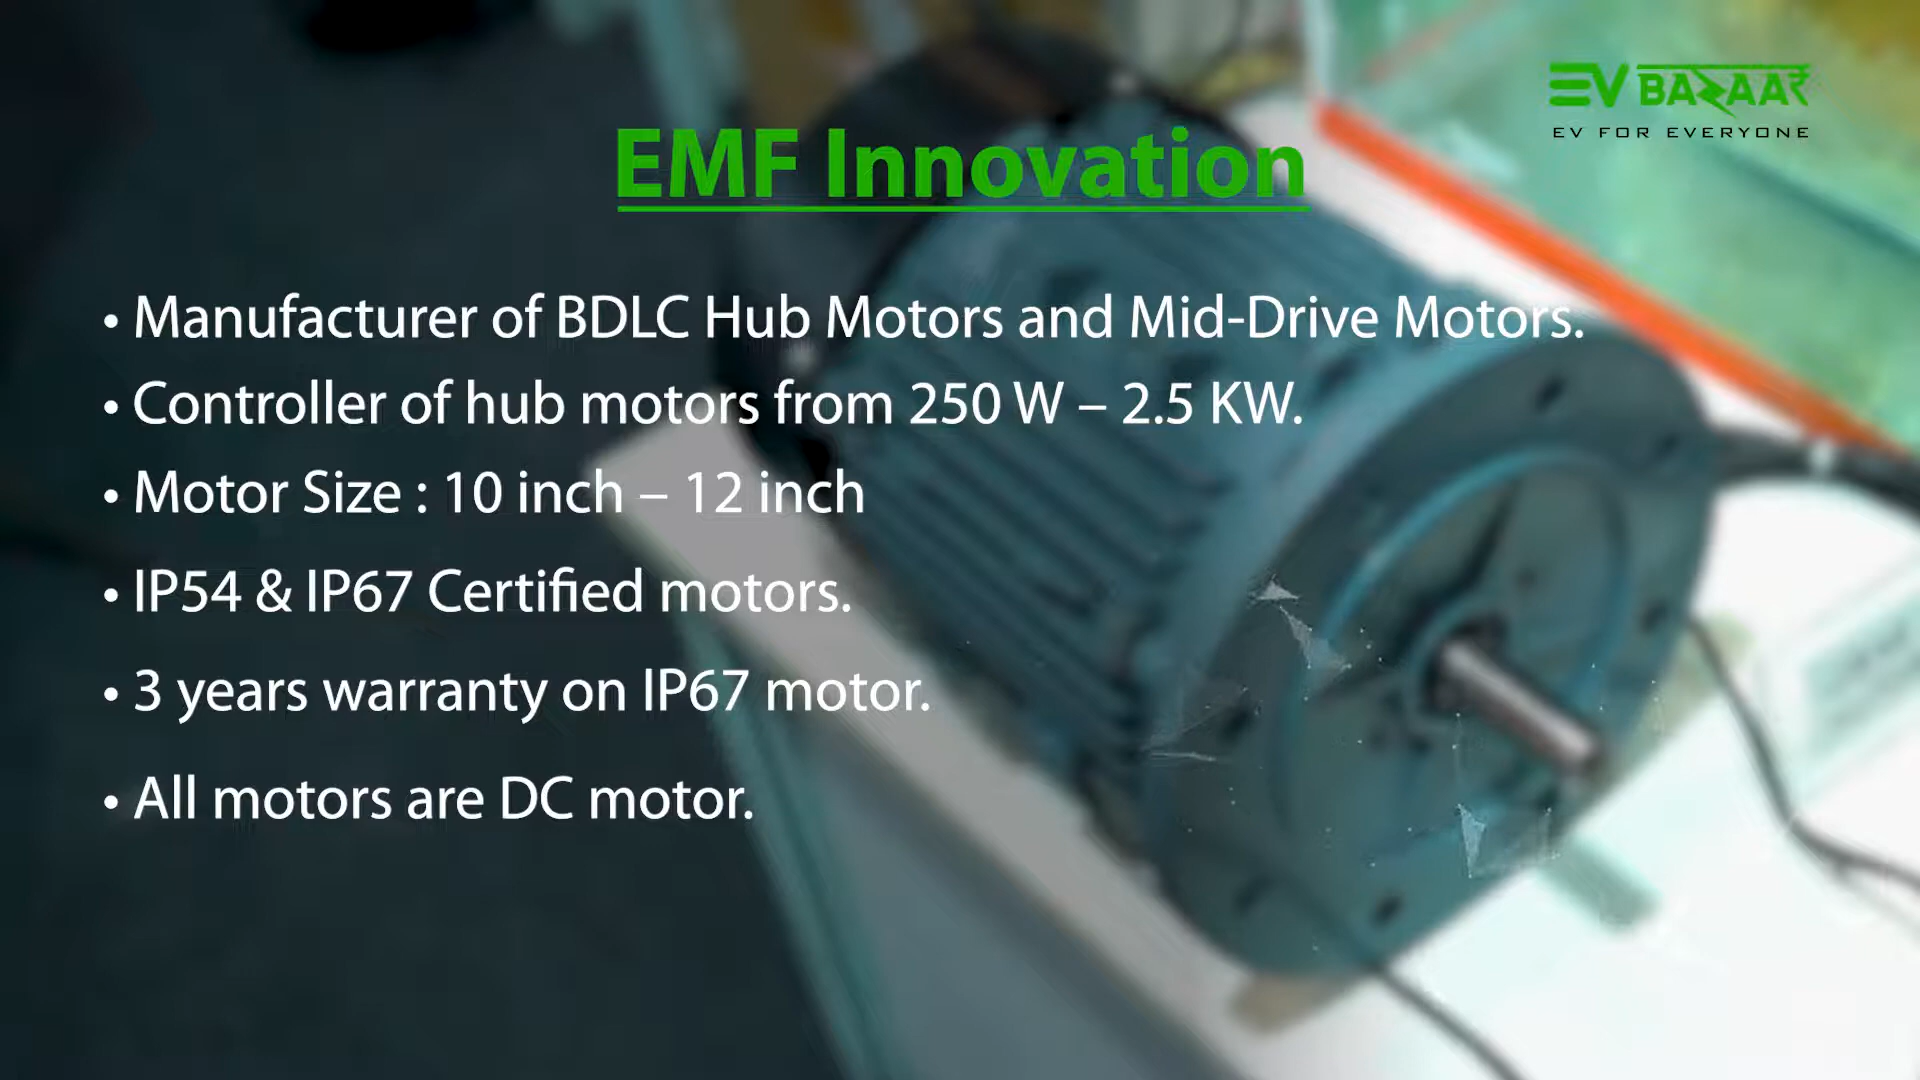 EV BAZAAR
EV FOR EVERYONE
EMF Innovation
• Manufacturer of BDLC Hub Motors and Mid-Drive Motors.
• Controller of hub motors from 250 W – 2.5 KW.
• Motor Size : 10 inch – 12 inch
• IP54 & IP67 Certified motors.
• 3 years warranty on IP67 motor.
• All motors are DC motor.